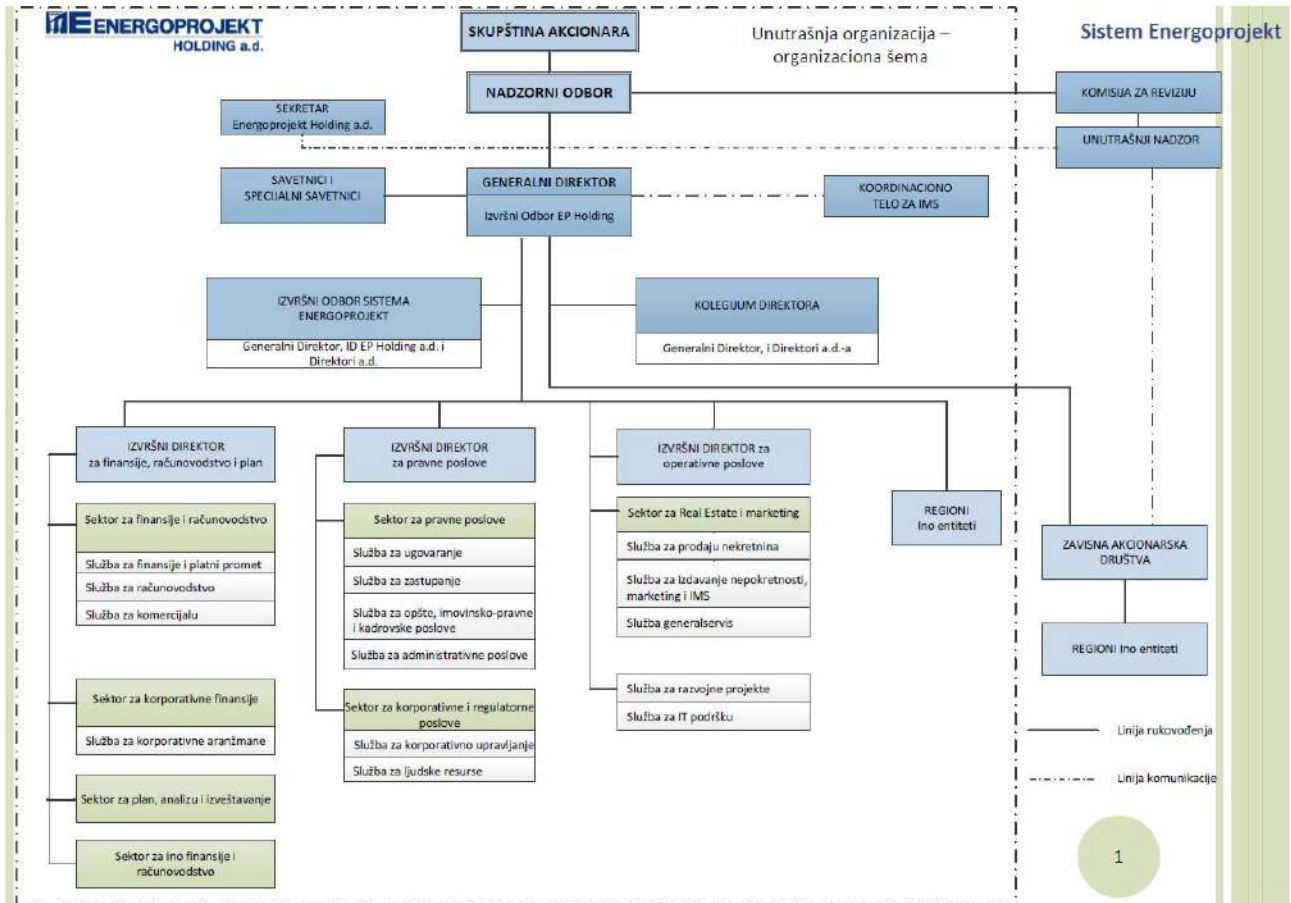 ENERGOPROJEKT
HOLDING a.d.
SKUPŠTINA AKCIONARA
Unutrašnja organizacija –
organizaciona šema
Sistem Energoprojekt
NADZORNI ODBOR
KOMISIJA ZA REVIZIJU
SEKRETAR
Energoprojekt Holding a.d.
UNUTRAŠNJI NADZOR
SAVETNICI I
SPECIJALNI SAVETNICI
GENERALNI DIREKTOR
Izvršni Odbor EP Holding
KOORDINACIONO
TELO ZA IMS
IZVRŠNI ODBOR SISTEMA
ENERGOPROJEKT
Generalni Direktor, ID EP Holding a.d. i
Direktori a.d.
KOLEGIJUM DIREKTORA
Generalni Direktor, i Direktori a.d.-a
IZVRŠNI DIREKTOR
za finansije, računovodstvo i plan
Sektor za finansije i računovodstvo
Služba za finansije i platni promet
Služba za računovodstvo
Služba za komercijalu
Sektor za korporativne finansije
Služba za korporativne aranžmane
Sektor za plan, analizu i izveštavanje
Sektor za ino finansije i
računovodstvo
IZVRŠNI DIREKTOR
za pravne poslove
Sektor za pravne poslove
Služba za ugovaranje
Služba za zastupanje
Služba za opšte, imovinsko-pravne
i kadrovske poslove
Služba za administrativne poslove
Sektor za korporativne i regulatorne
poslove
Služba za korporativno upravljanje
Služba za ljudske resurse
IZVRŠNI DIREKTOR za
operativne poslove
Sektor za Real Estate i marketing
Služba za prodaju nekretnina
Služba za izdavanje nepokretnosti,
marketing i IMS
Služba generalservis
Služba za razvojne projekte
Služba za IT podršku
REGIONI
Ino entiteti
ZAVISNA AKCIONARSKA
DRUŠTVA
REGIONI Ino entiteti
Linija rukovođenja
Linija komunikacije
1